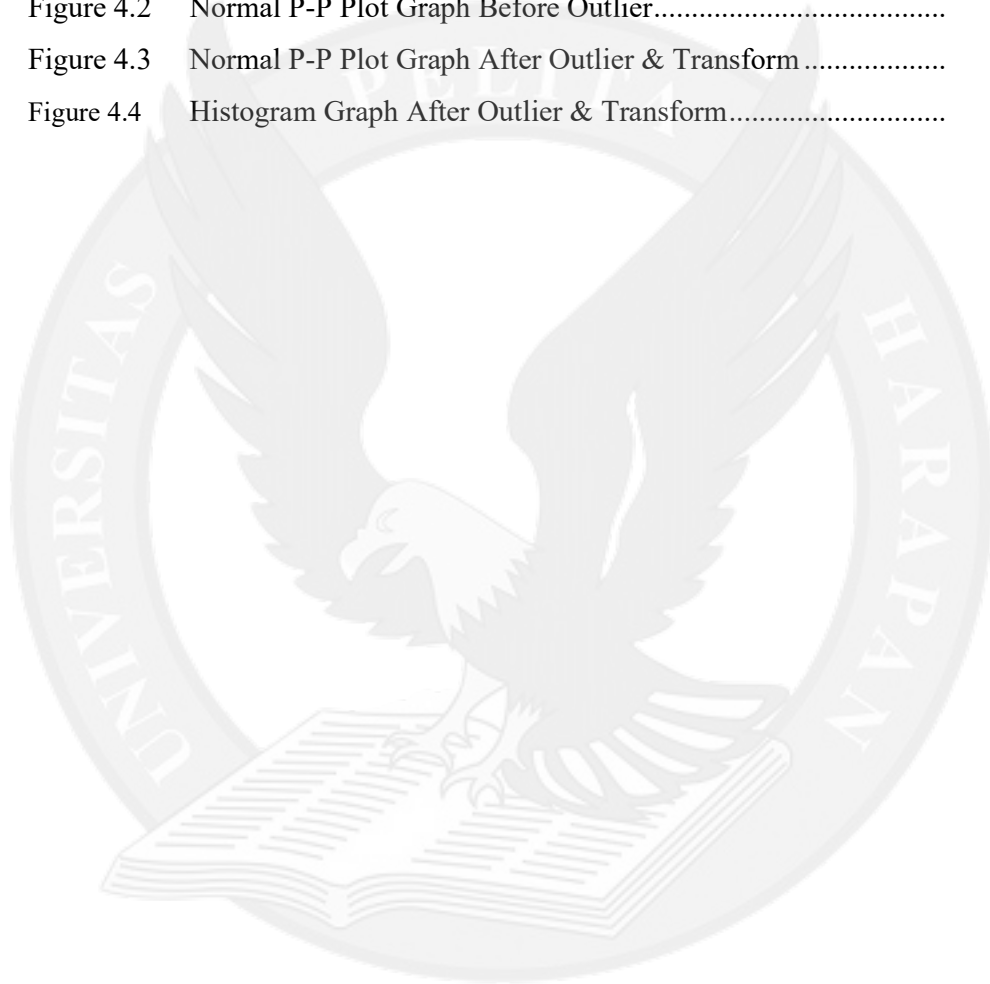 Figure 4.2 Normal P-P Plot Graph Before Outlier.......................................
Figure 4.3 Normal P-P Plot Graph After Outlier & Transform...................
Figure 4.4 Histogram Graph After Outlier & Transform.............................
UNIVERSITAS PELITA HARAPAN